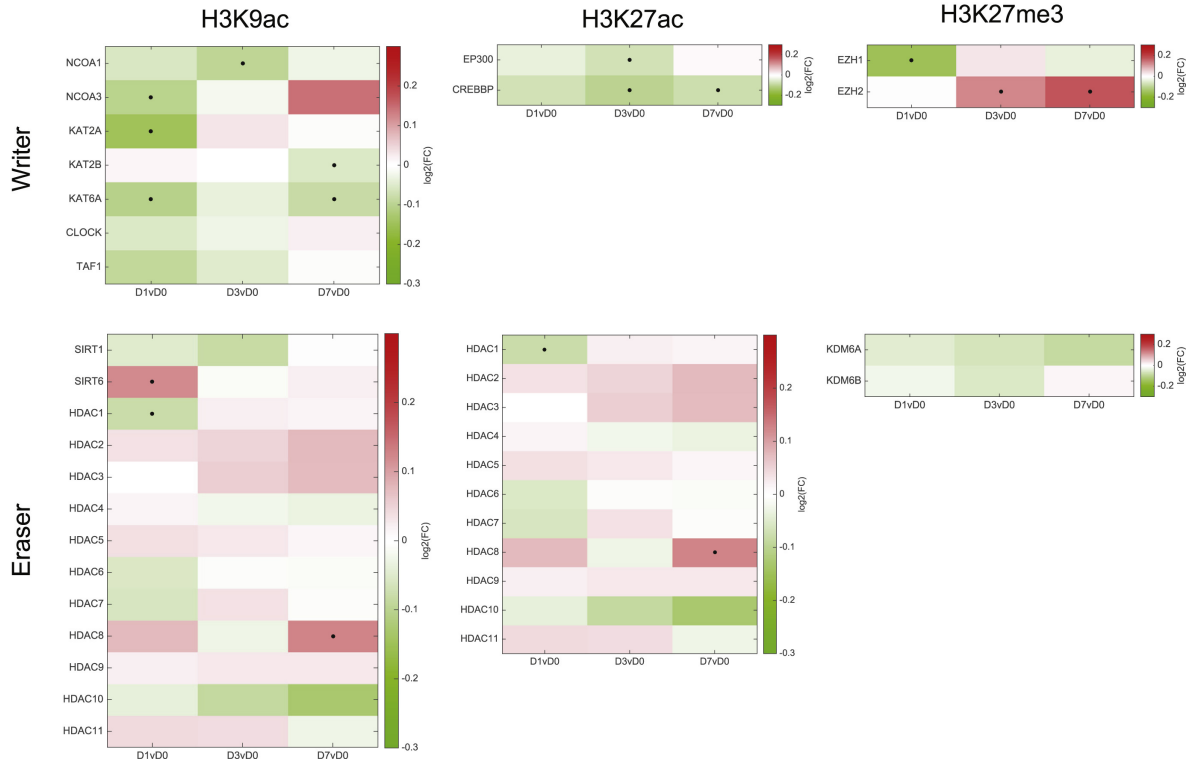 H3K9ac
H3K27ac
H3K27me3
Writer
NCOA1
NCOA3
KAT2A
KAT2B
KAT6A
CLOCK
TAF1
D1vD0 D3vD0 D7vD0
0.2
0.1
0
-0.1
-0.2
-0.3
log2(FC)
EP300
CREBBP
D1vD0 D3vD0 D7vD0
0.2
0
-0.2
log2(FC)
EZH1
EZH2
D1vD0 D3vD0 D7vD0
0.2
0
-0.2
log2(FC)
Eraser
SIRT1
SIRT6
HDAC1
HDAC2
HDAC3
HDAC4
HDAC5
HDAC6
HDAC7
HDAC8
HDAC9
HDAC10
HDAC11
D1vD0 D3vD0 D7vD0
0.2
0.1
0
-0.1
-0.2
-0.3
log2(FC)
HDAC1
HDAC2
HDAC3
HDAC4
HDAC5
HDAC6
HDAC7
HDAC8
HDAC9
HDAC10
HDAC11
D1vD0 D3vD0 D7vD0
0.2
0.1
0
-0.1
-0.2
-0.3
log2(FC)
KDM6A
KDM6B
D1vD0 D3vD0 D7vD0
0.2
0
-0.2
log2(FC)